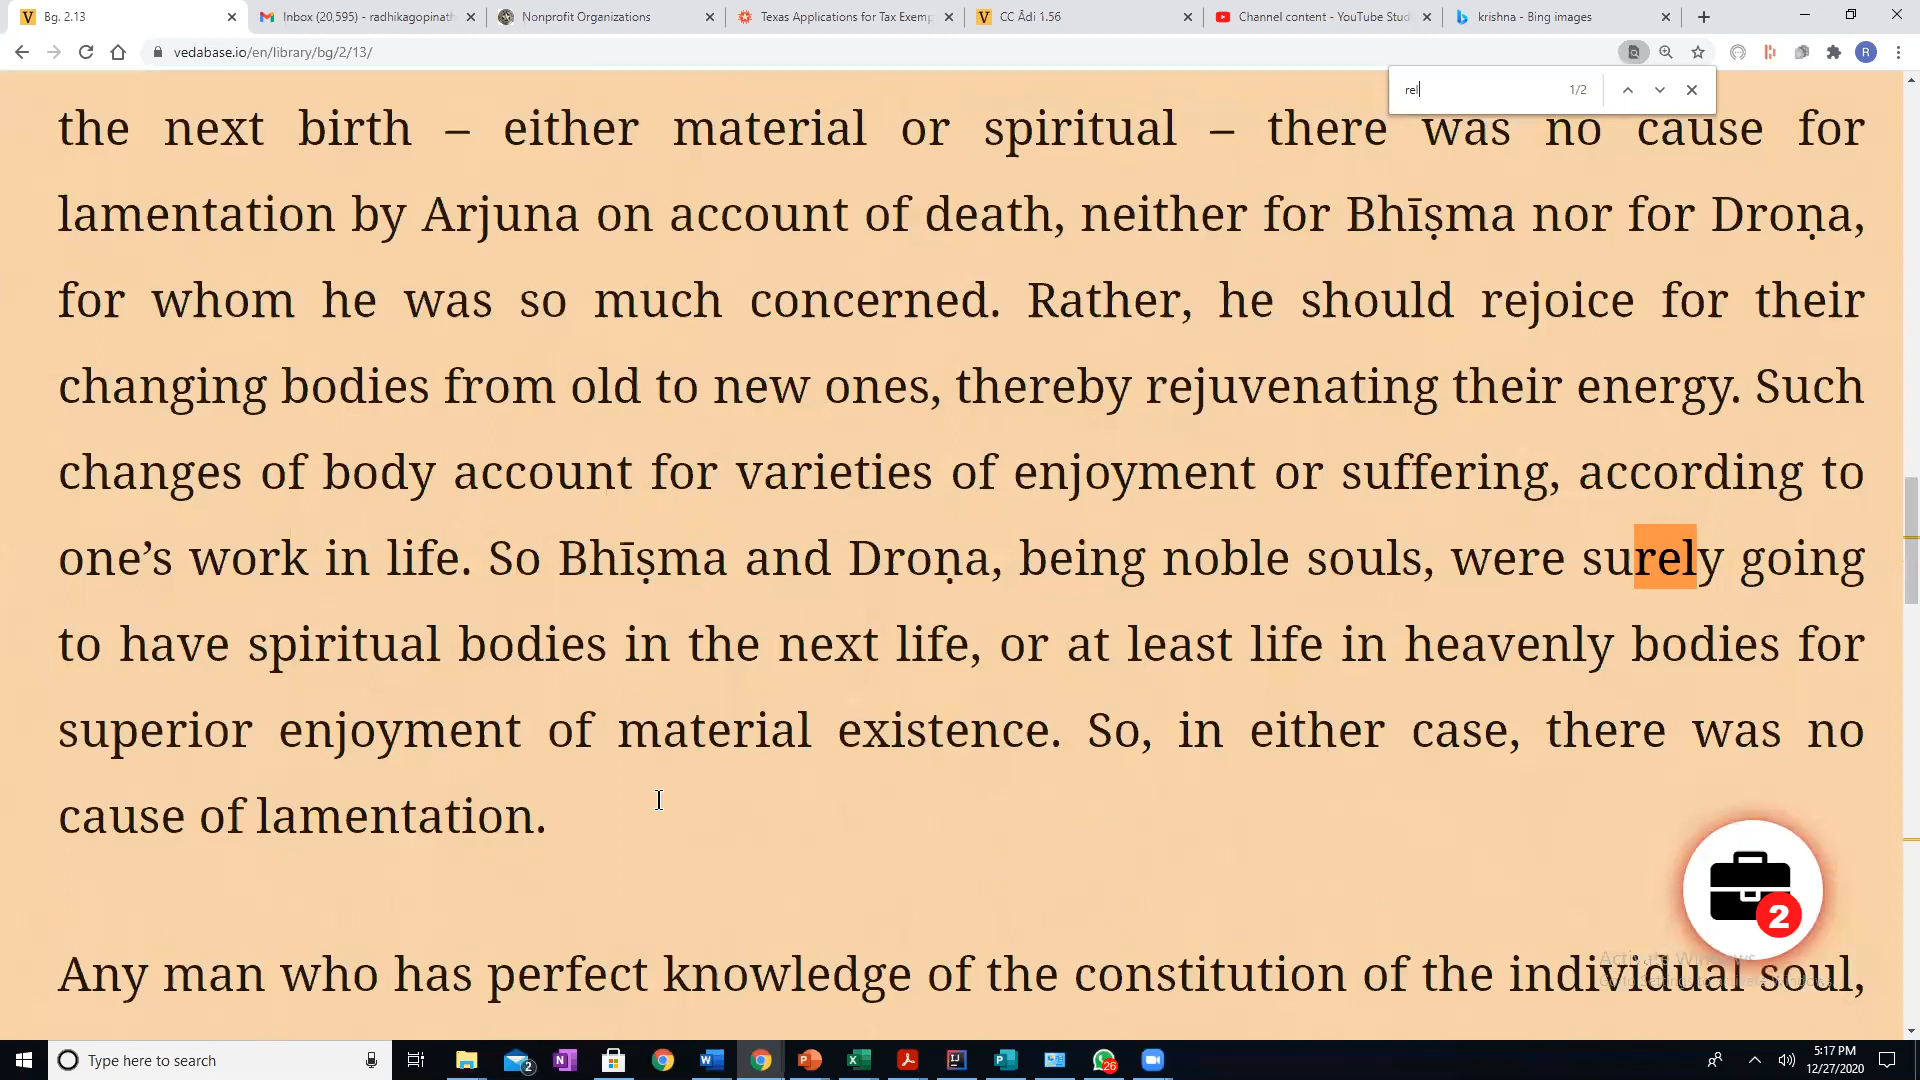 Bg. 2.13
Inbox (20,595) - radhikagopinath
Nonprofit Organizations
Texas Applications for Tax Exemp
CC Ādi 1.56
Channel content - YouTube Stud
krishna - Bing images
vedabase.io/en/library/bg/2/13/
R
rel
1/2
the next birth – either material or spiritual – there was no cause for
lamentation by Arjuna on account of death, neither for Bhīṣma nor for Droṇa,
for whom he was so much concerned. Rather, he should rejoice for their
changing bodies from old to new ones, thereby rejuvenating their energy. Such
changes of body account for varieties of enjoyment or suffering, according to
one’s work in life. So Bhīṣma and Droṇa, being noble souls, were surely going
to have spiritual bodies in the next life, or at least life in heavenly bodies for
superior enjoyment of material existence. So, in either case, there was no
cause of lamentation.
2
Activate Windows
Go to Settings to activate Windows.
Any man who has perfect knowledge of the constitution of the individual soul,
Type here to search
2
26
5:17 PM
12/27/2020